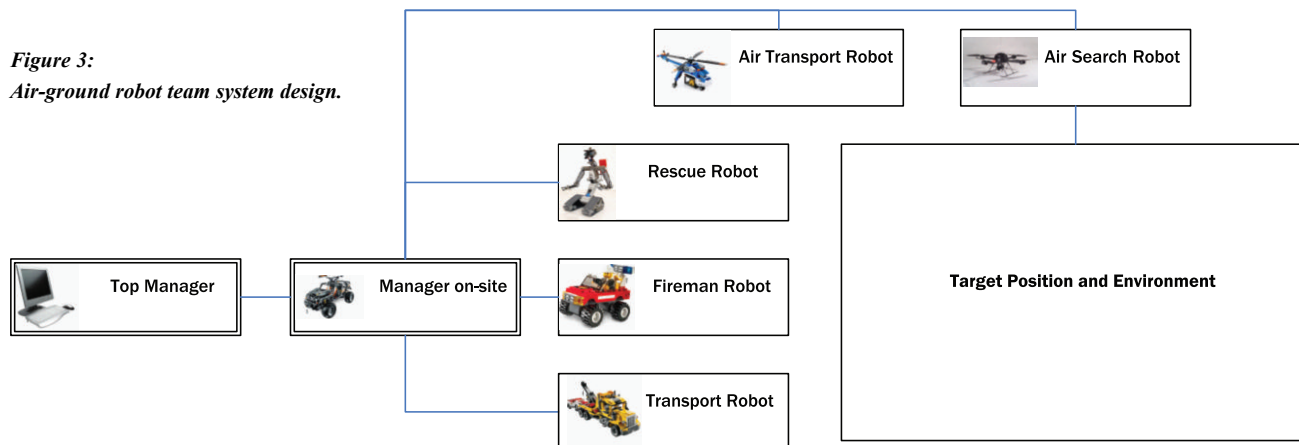 Figure 3:
Air-ground robot team system design.
Air Transport Robot
Air Search Robot
Rescue Robot
Top Manager
Manager on-site
Fireman Robot
Target Position and Environment
Transport Robot